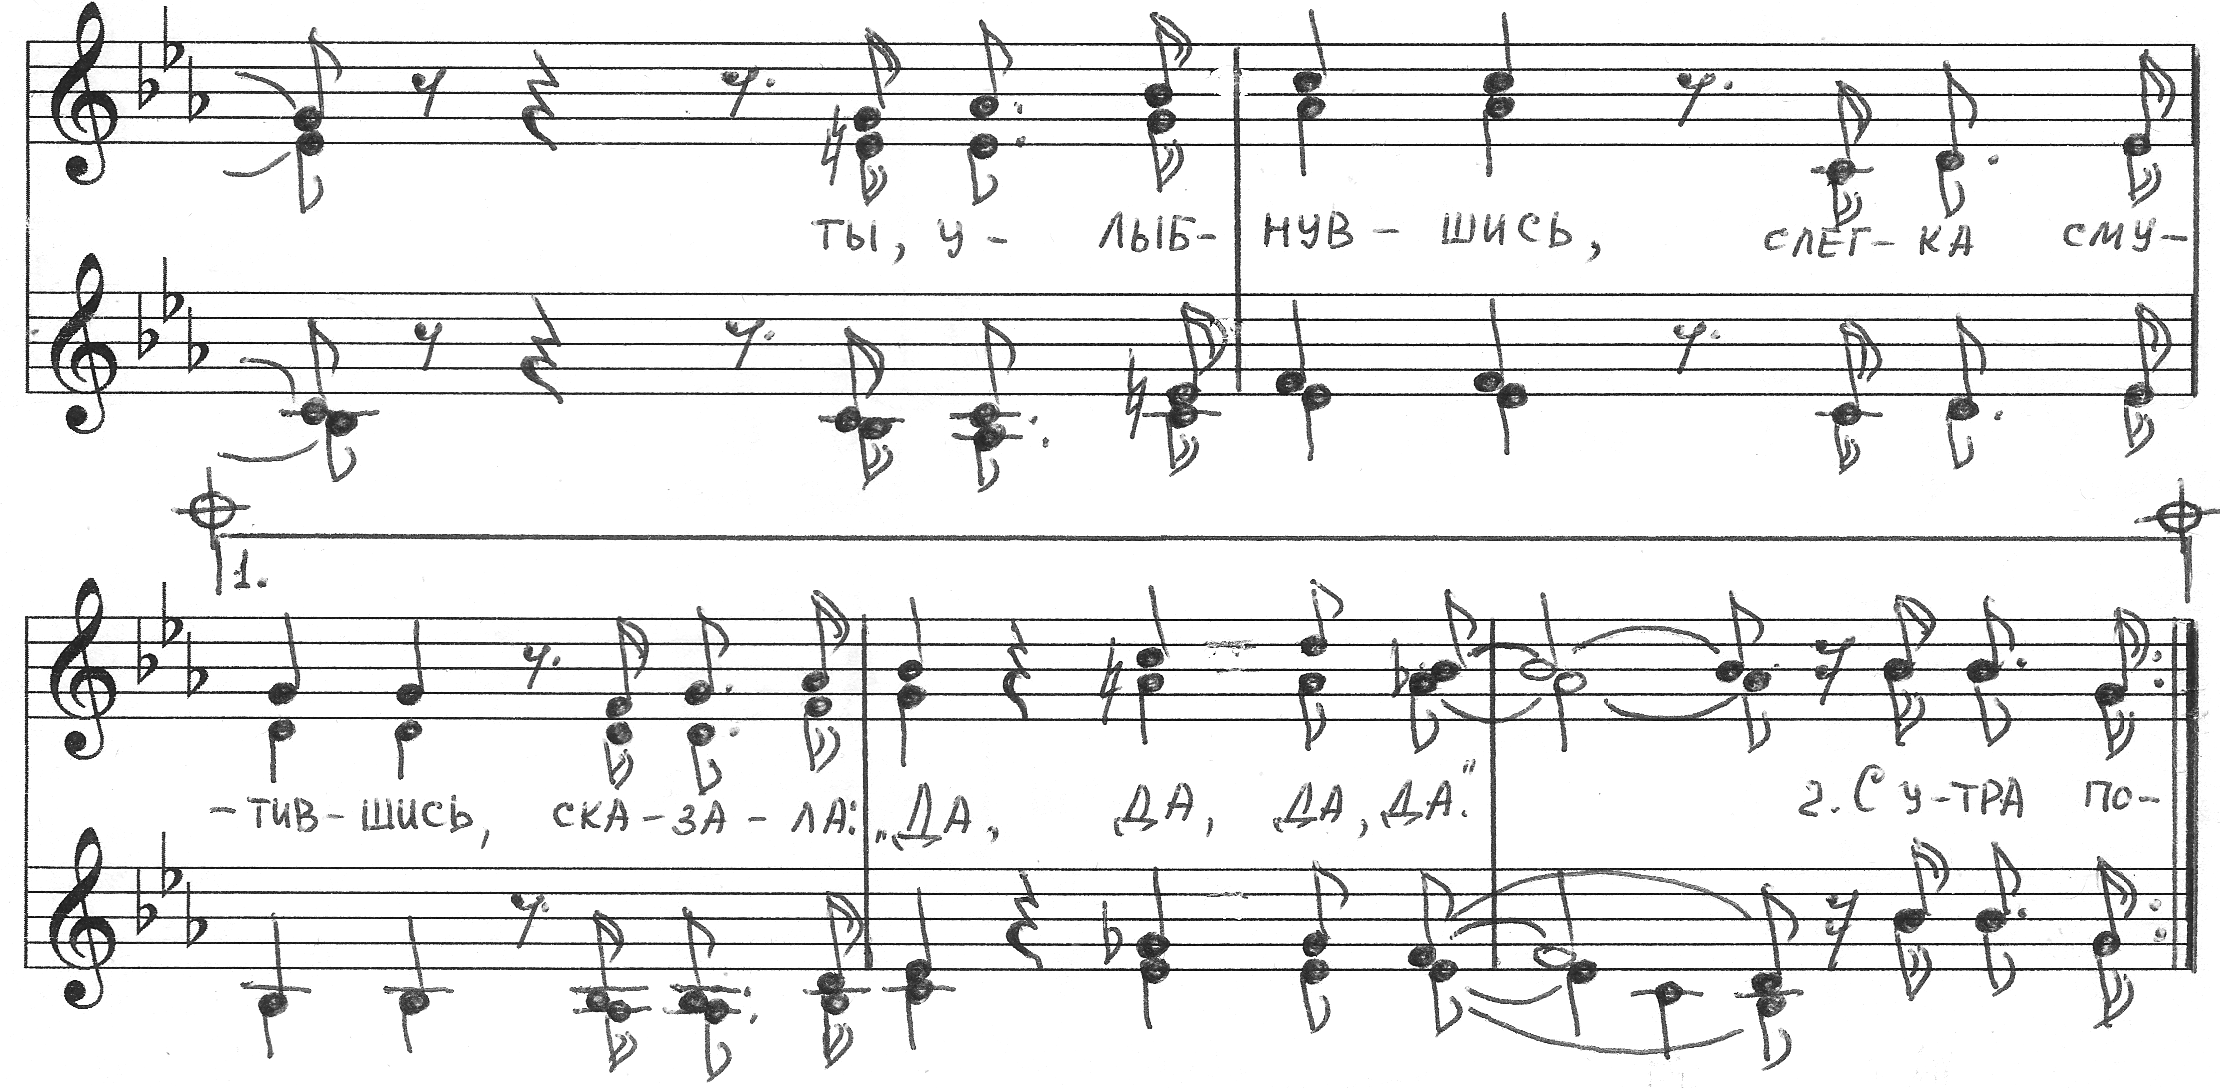 ТЫ, У- ЛЫБ- НУВ- ШИСЬ, СЛЕГ- КА СМУ-
1.
-ТИВ-ШИСЬ, СКА-ЗА-ЛА: „ДА, ДА, ДА, ДА." 2. С У-ТРА ПО-